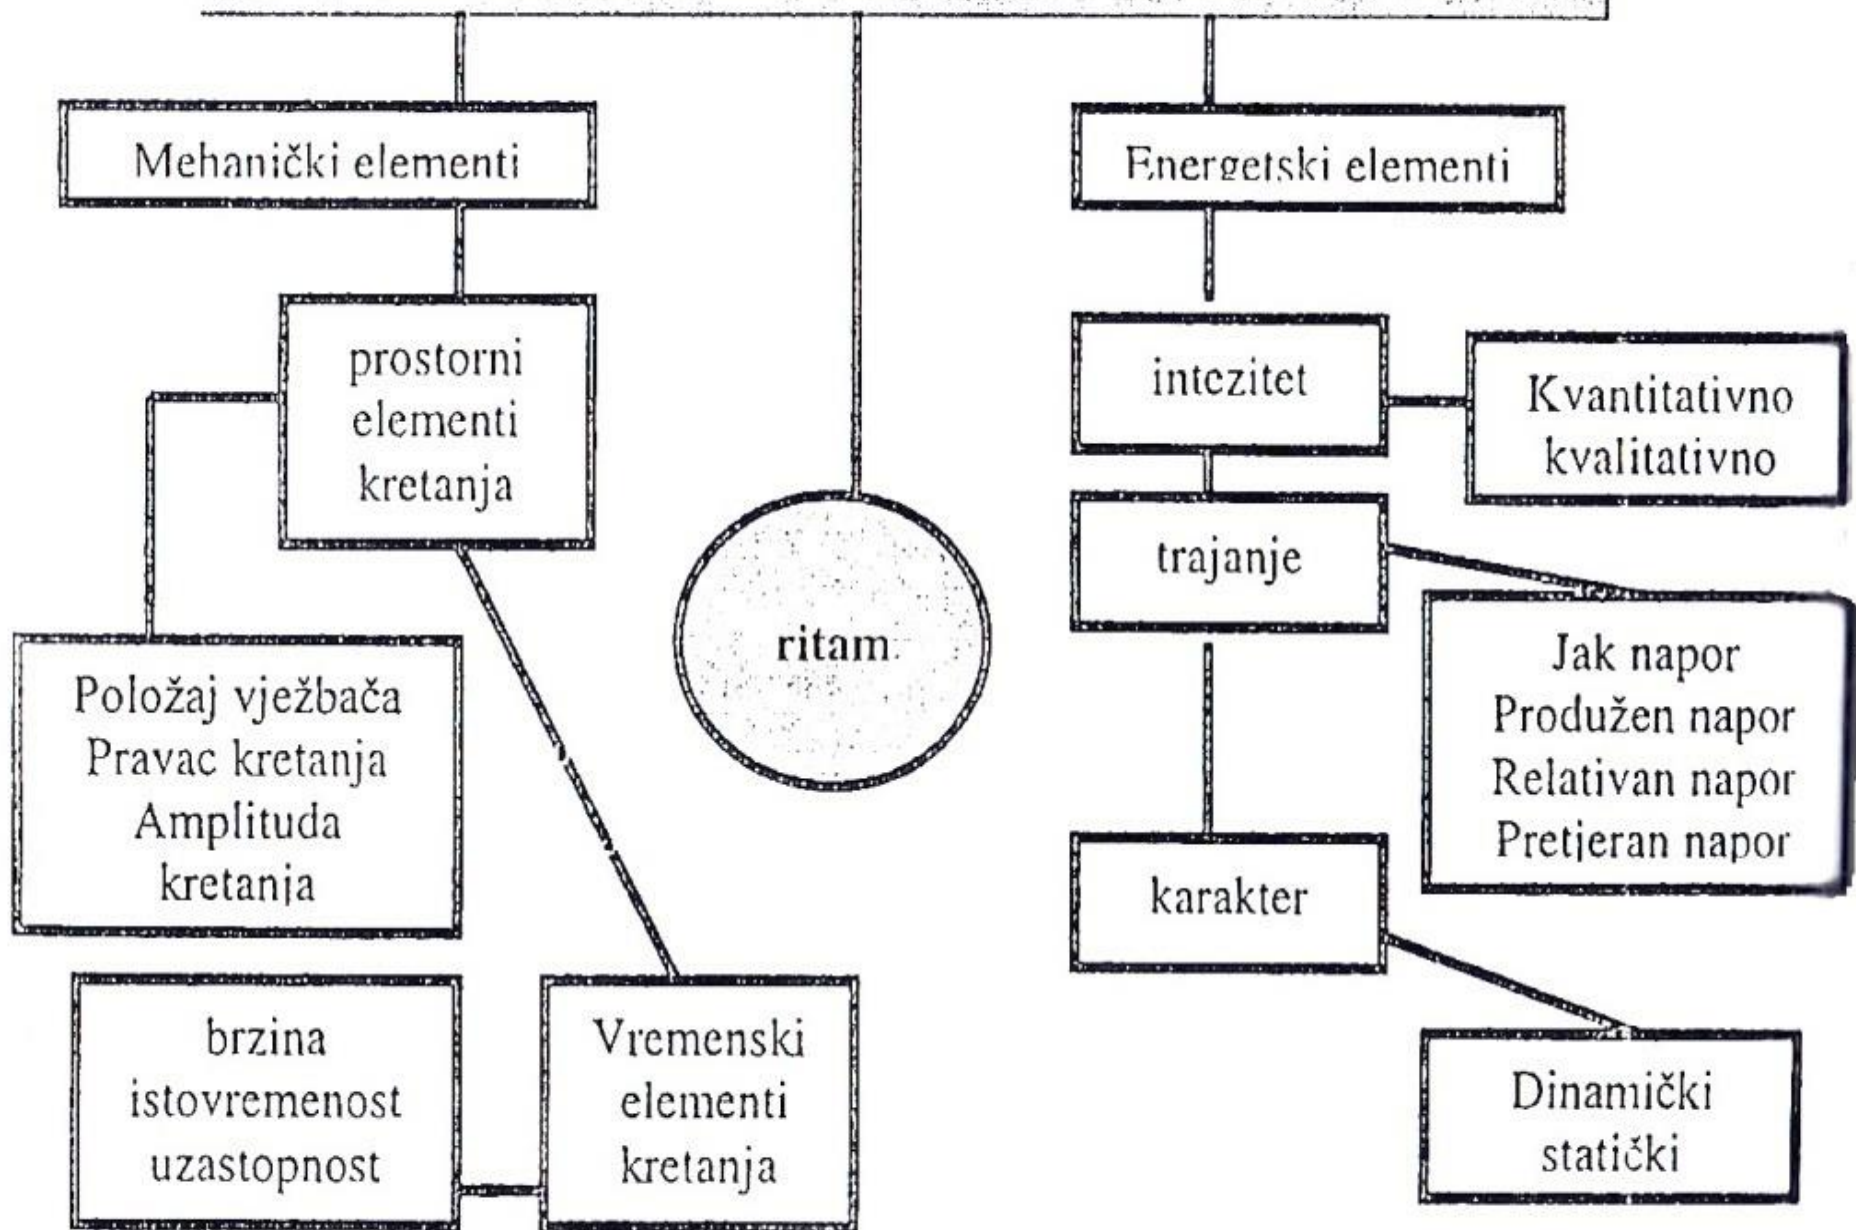 Mehanički elementi
Energetski elementi
prostorni
elementi
kretanja
intezitet
Kvantitativno
kvalitativno
trajanje
ritam
Položaj vježbača
Pravac kretanja
Amplituda
kretanja
Jak napor
Produžen napor
Relativan napor
Pretjeran napor
karakter
brzina
istovremenost
uzastopnost
Vremenski
elementi
kretanja
Dinamički
statički